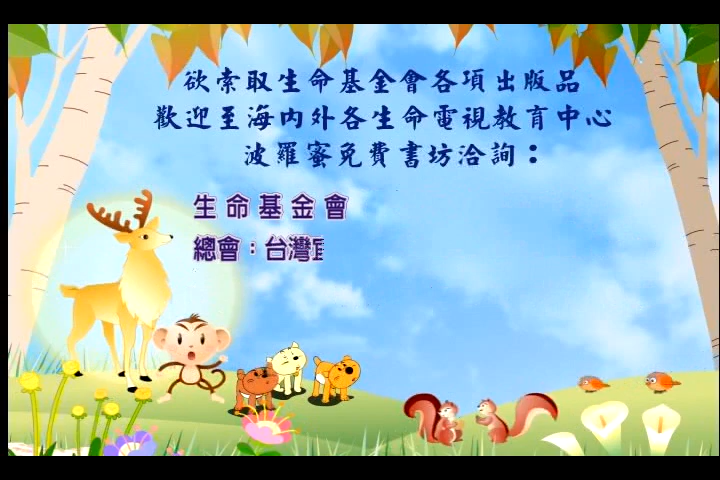 欲索取生命基金會各項出版品
歡迎至海內外各生命電視教育中心
波羅蜜免費書坊洽詢：
生命基金會
總會：台灣